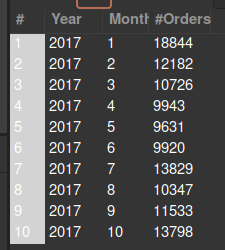 # Year Month #Orders
1 2017 1 18844
2 2017 2 12182
3 2017 3 10726
4 2017 4 9943
5 2017 5 9631
6 2017 6 9920
7 2017 7 13829
8 2017 8 10347
9 2017 9 11533
10 2017 10 13798